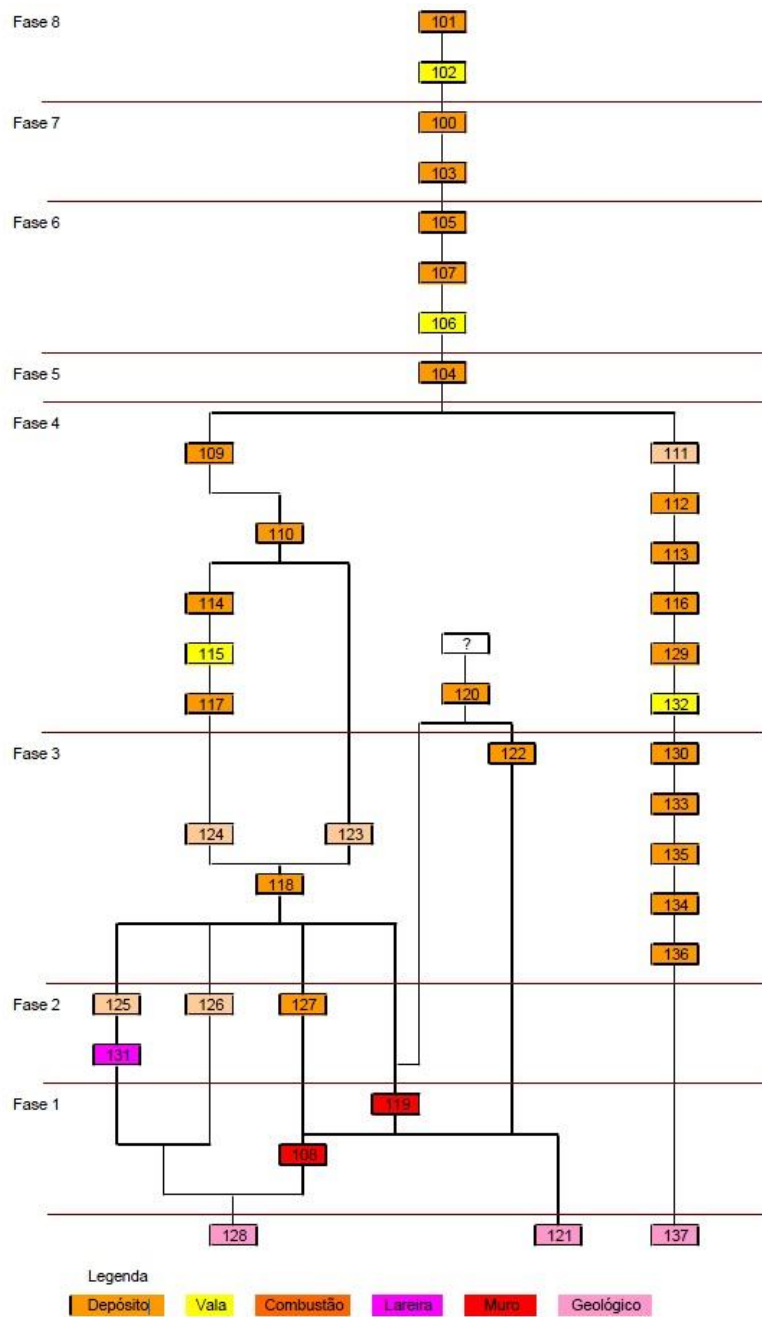 Fase 8 101
102
Fase 7 100
103
Fase 6 105
107
106
Fase 5 104
Fase 4
109 111
112
110
113
114 116
? 115 129
120
117 132
Fase 3 122 130
133
124 123
135
118
134
136
Fase 2 125 126 127
131
Fase 1 119
108
128 121 137
Legenda
Depósito Vala Combustão Lareira Muro Geológico